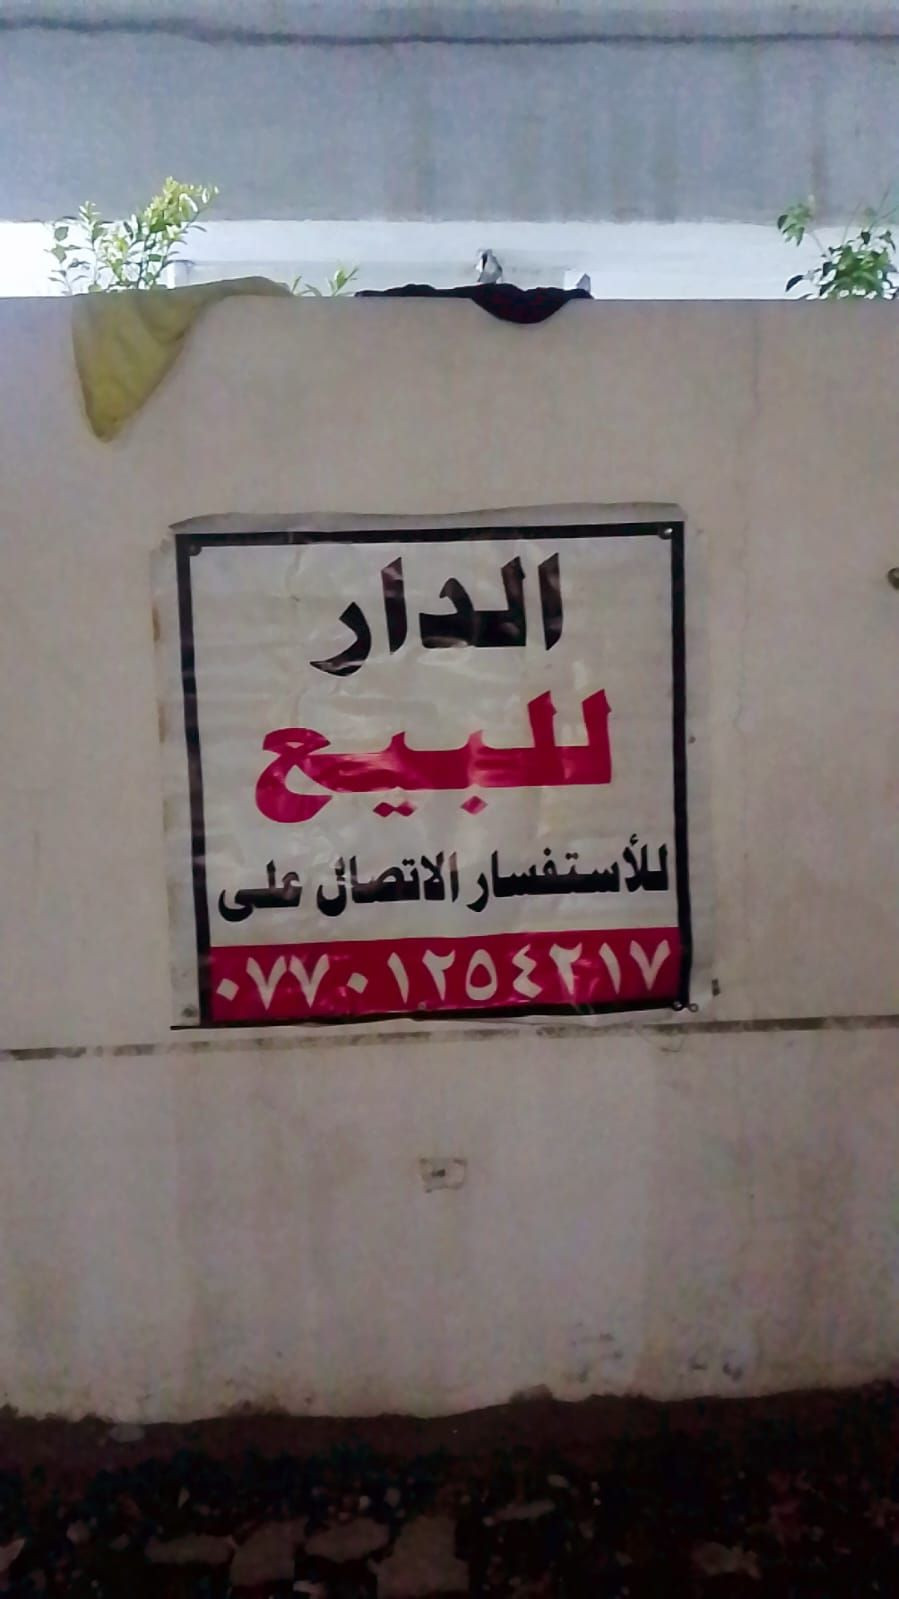 الدار
للبيع
للأستفسار الاتصال على
٠٧٧٠١٢٥٤٢١٧